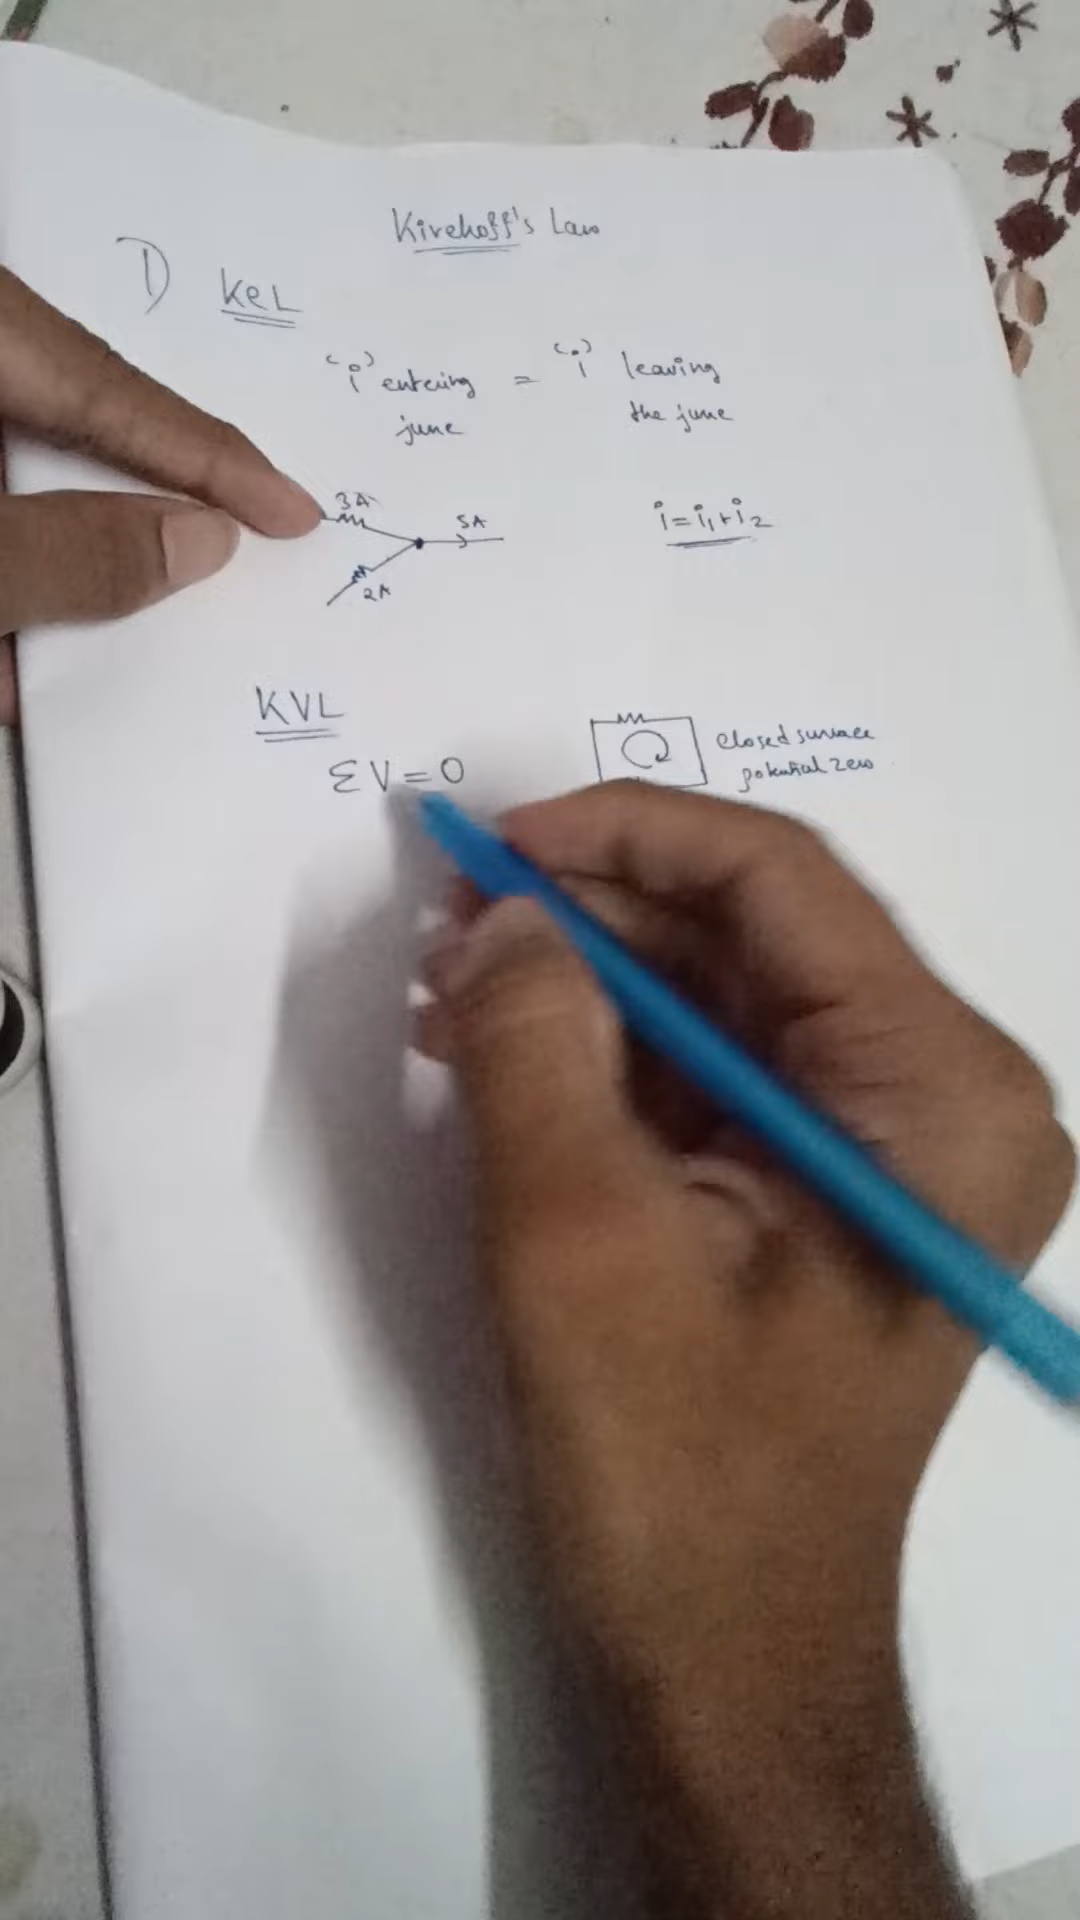 Kirchoff's Law
1) KCL
"i" entering = "i" leaving
junc the junc
3A
5A
i = i₁ + i₂
2A
KVL
ΣV = 0
closed surface
potential zero